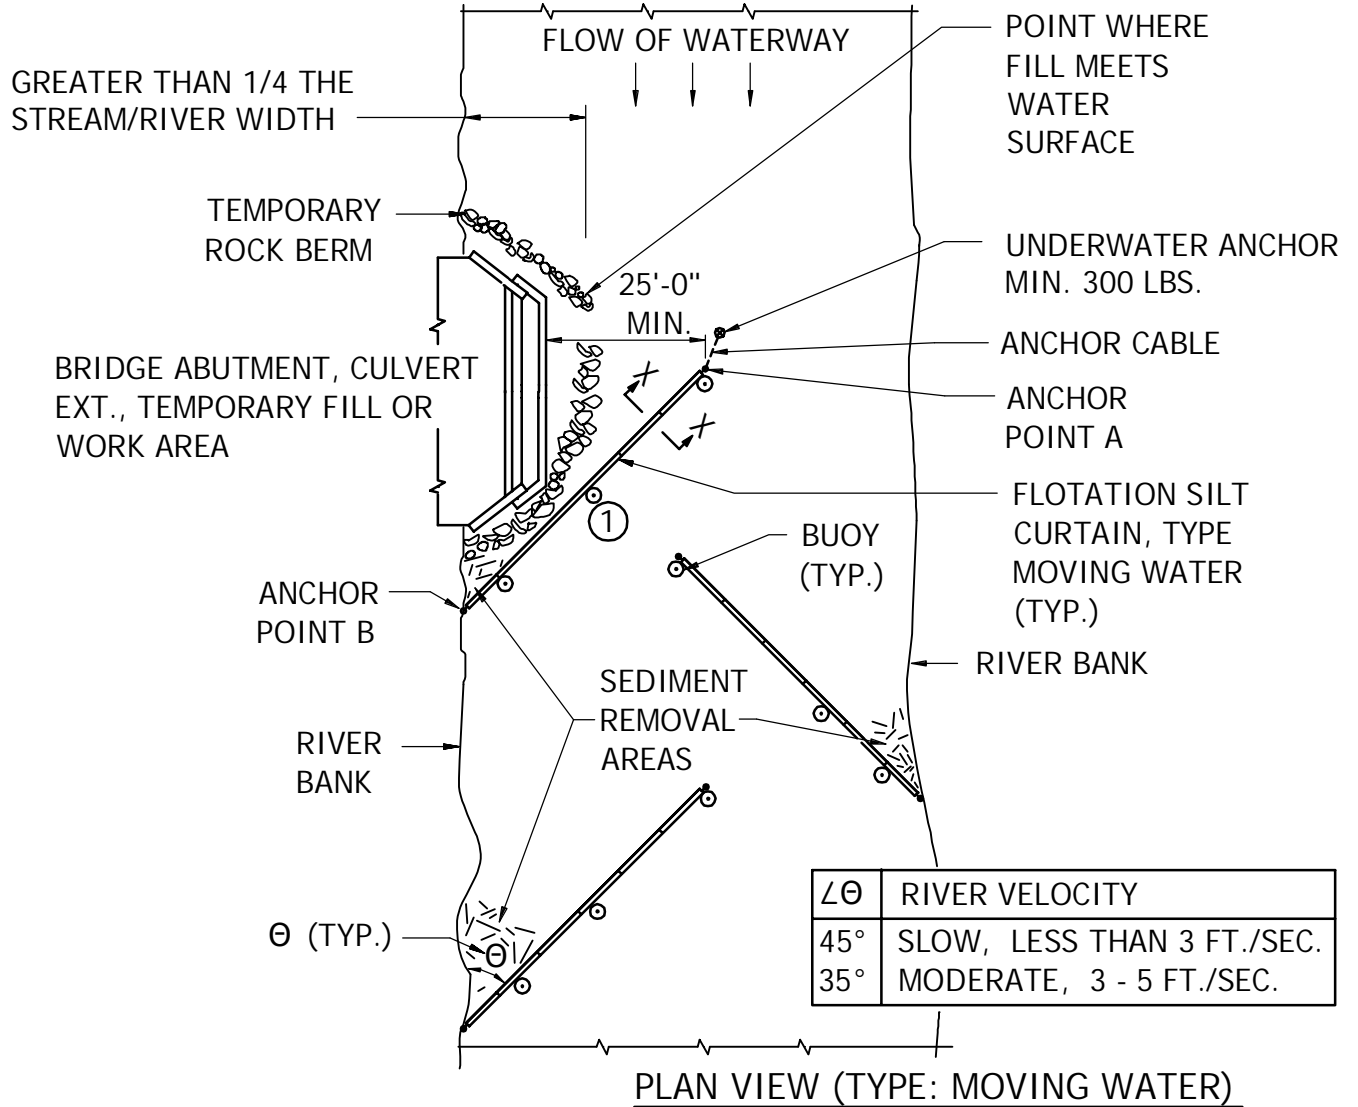 FLOW OF WATERWAY
POINT WHERE
FILL MEETS
WATER
SURFACE
GREATER THAN 1/4 THE
STREAM/RIVER WIDTH
TEMPORARY
ROCK BERM
25'-0"
MIN.
UNDERWATER ANCHOR
MIN. 300 LBS.
ANCHOR CABLE
BRIDGE ABUTMENT, CULVERT
EXT., TEMPORARY FILL OR
WORK AREA
X
X
ANCHOR
POINT A
FLOTATION SILT
CURTAIN, TYPE
MOVING WATER
(TYP.)
1
BUOY
(TYP.)
ANCHOR
POINT B
RIVER BANK
SEDIMENT
REMOVAL
AREAS
RIVER
BANK
Θ (TYP.)
Θ
∠Θ RIVER VELOCITY
45° SLOW, LESS THAN 3 FT./SEC.
35° MODERATE, 3 - 5 FT./SEC.
PLAN VIEW (TYPE: MOVING WATER)